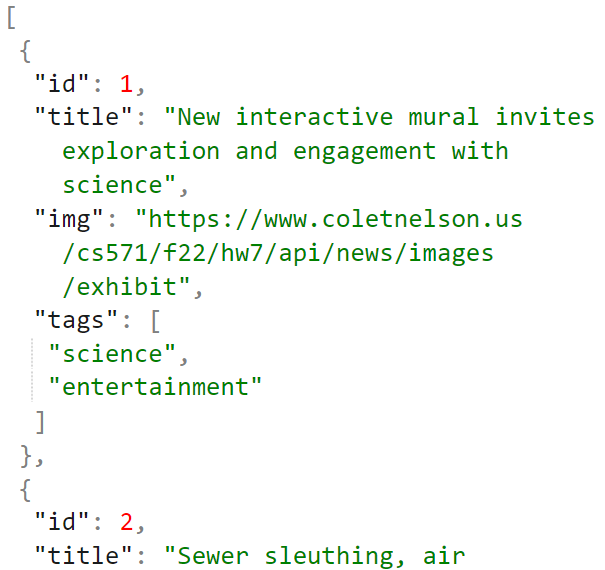 [
{
"id": 1,
"title": "New interactive mural invites
exploration and engagement with
science",
"img": "https://www.coletnelson.us
/cs571/f22/hw7/api/news/images
/exhibit",
"tags": [
"science",
"entertainment"
]
},
{
"id": 2,
"title": "Sewer sleuthing, air